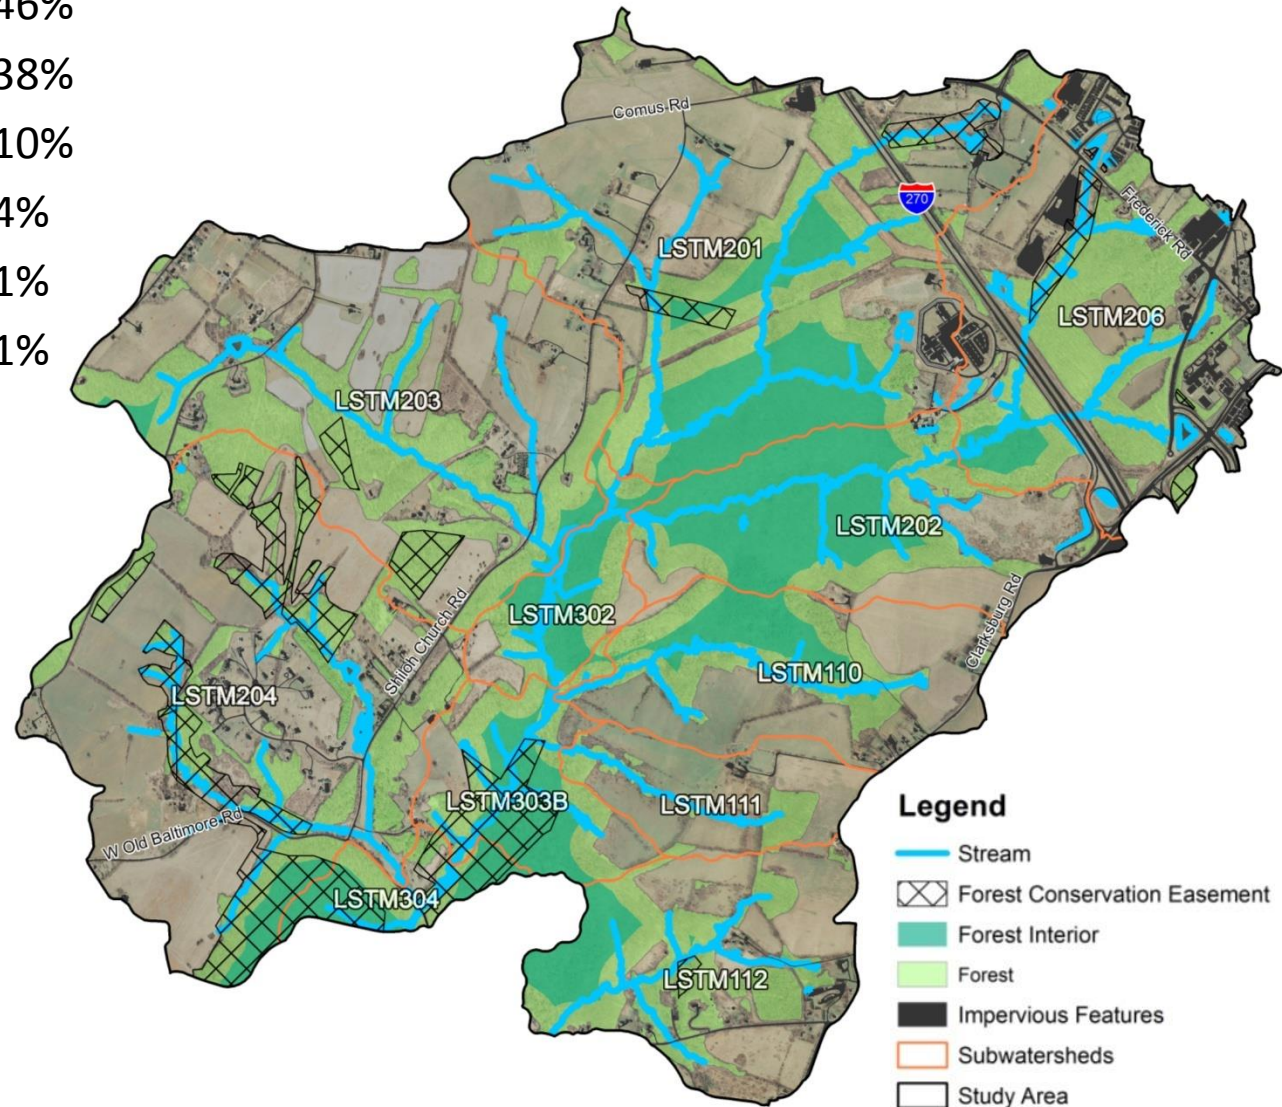 46%
38%
10%
4%
1%
1%
Comus Rd
270
Frederick Rd
LSTM201
LSTM206
LSTM203
LSTM202
LSTM302
Clarksburg Rd
Shiloh Church Rd
LSTM110
LSTM204
LSTM303B
LSTM111
W Old Baltimore Rd
LSTM304
LSTM112
Legend
Stream
Forest Conservation Easement
Forest Interior
Forest
Impervious Features
Subwatersheds
Study Area